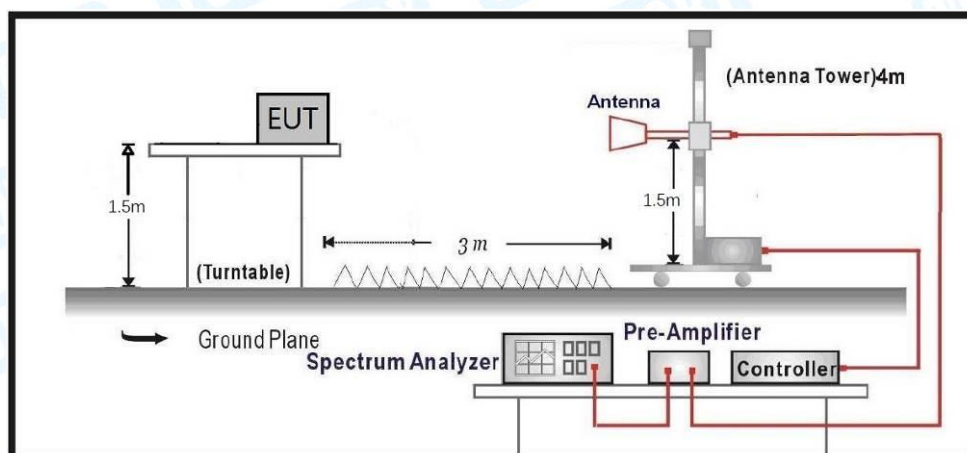 (Antenna Tower)4m
Antenna
EUT
1.5m
1.5m
3 m
(Turntable)
Ground Plane
Pre-Amplifier
Spectrum Analyzer
Controller